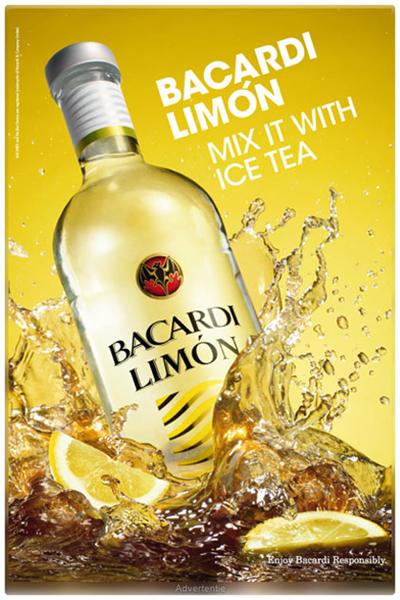 BACARDI
LIMÓN
MIX IT WITH
ICE TEA
BACARDI
LIMÓN
Enjoy Bacardi Responsibly.
Advertentie